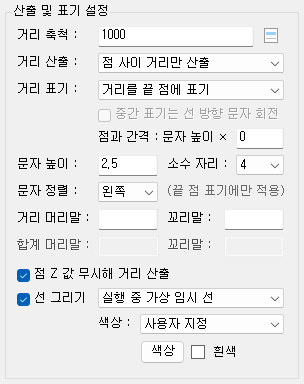 산출 및 표기 설정
거리 축척 : 1000
거리 산출 : 점 사이 거리만 산출
거리 표기 : 거리를 끝 점에 표기
중간 표기는 선 방향 문자 회전
점과 간격 : 문자 높이 × 0
문자 높이 : 2.5 소수 자리 : 4
문자 정렬 : 왼쪽 (끝 점 표기에만 적용)
거리 머리말 : 꼬리말 :
합계 머리말 : 꼬리말 :
점 Z 값 무시해 거리 산출
선 그리기 실행 중 가상 임시 선
색상 : 사용자 지정
색상 흰색